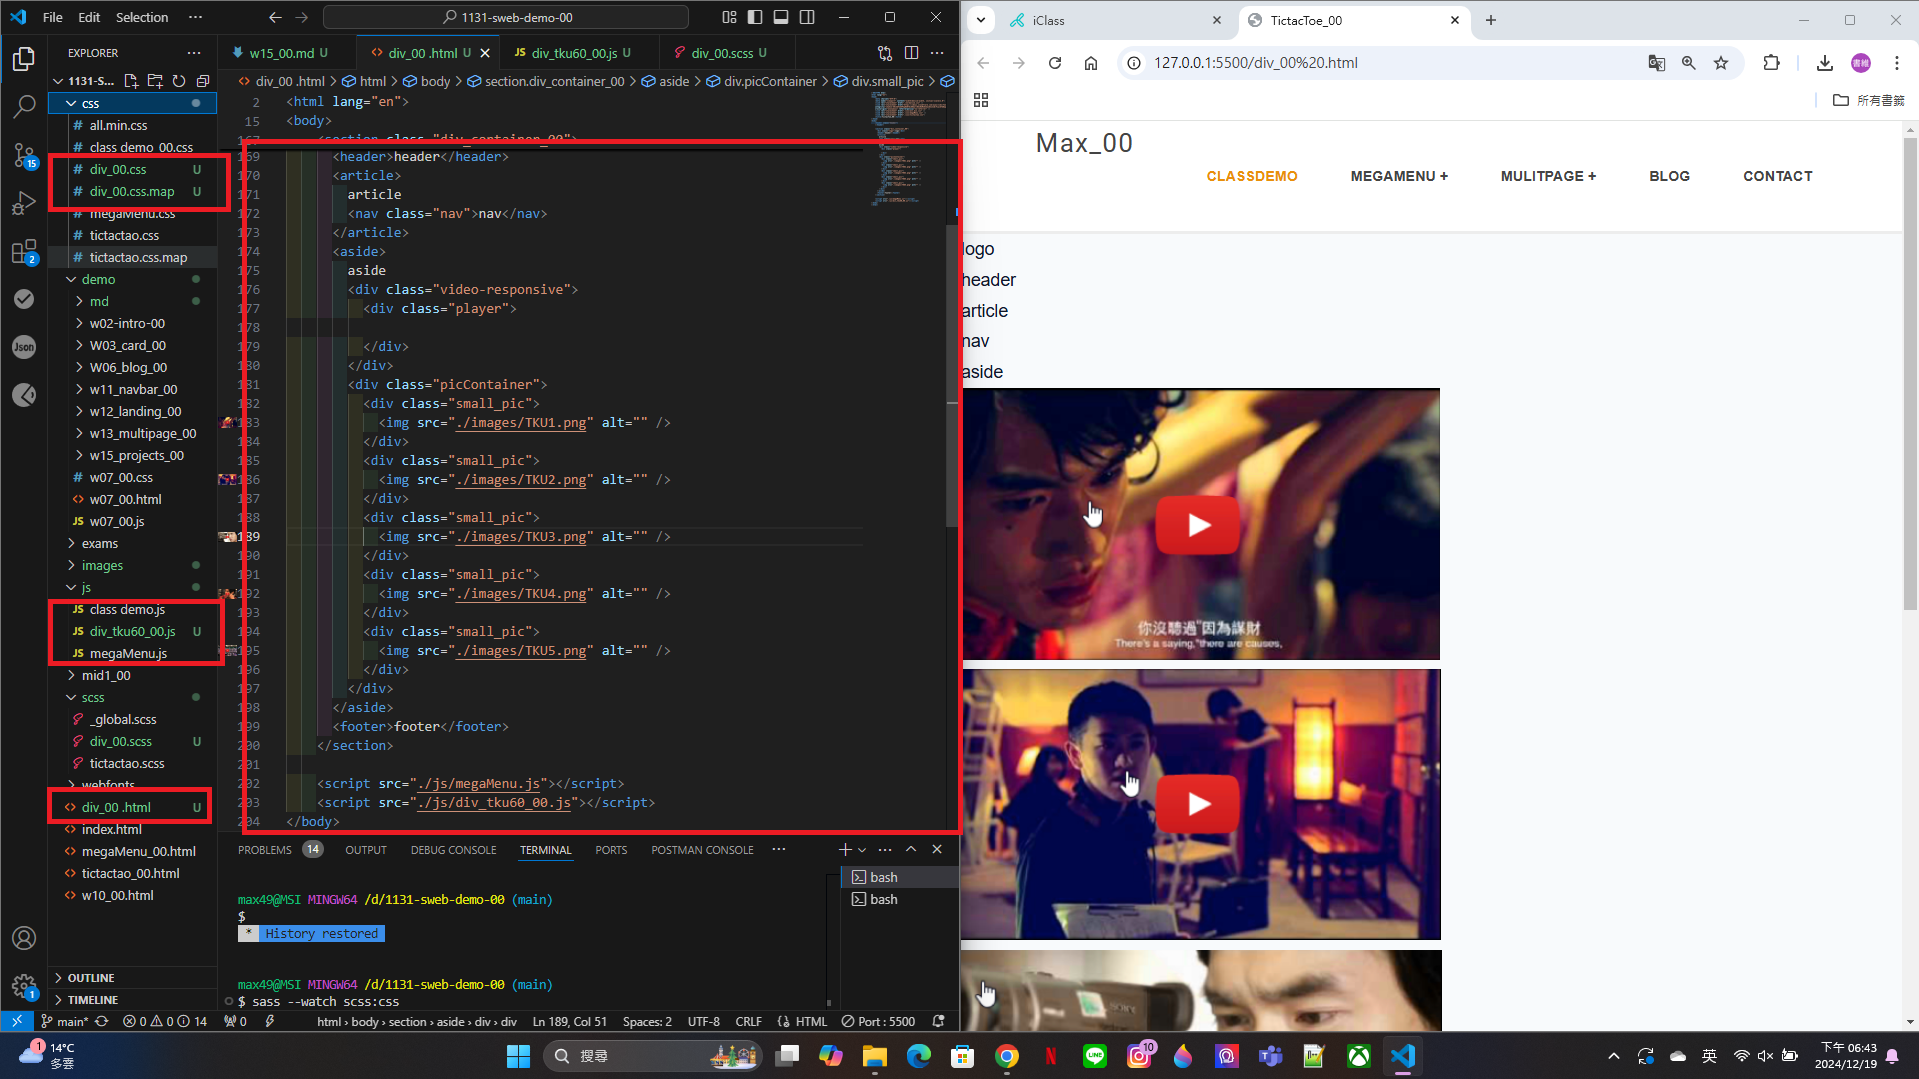 File Edit Selection ···
1131-sweb-demo-00
EXPLORER ···
1131-S...
css
# all.min.css
# class demo_00.css
# div_00.css U
# div_00.css.map U
# megaMenu.css
# tictactao.css
# tictactao.css.map
demo
md
w02-intro-00
W03_card_00
W06_blog_00
w11_navbar_00
w12_landing_00
w13_multipage_00
w15_projects_00
# w07_00.css
<> w07_00.html
JS w07_00.js
exams
images
js
JS class demo.js
JS div_tku60_00.js U
JS megaMenu.js
mid1_00
scss
_global.scss
div_00.scss U
tictactao.scss
webfonts
<> div_00 .html U
<> index.html
<> megaMenu_00.html
<> tictactao_00.html
<> w10_00.html
OUTLINE
TIMELINE
15
2
Json
1
w15_00.md U
<> div_00 .html U
JS div_tku60_00.js U
div_00.scss U
<> div_00 .html > html > body > section.div_container_00 > aside > div.picContainer > div.small_pic >
2 <html lang="en">
15 <body>
167 <section class="div_container_00">
169 <header>header</header>
170 <article>
171 article
172 <nav class="nav">nav</nav>
173 </article>
174 <aside>
175 aside
176 <div class="video-responsive">
177 <div class="player">
178
179 </div>
180 </div>
181 <div class="picContainer">
182 <div class="small_pic">
183 <img src="./images/TKU1.png" alt="" />
184 </div>
185 <div class="small_pic">
186 <img src="./images/TKU2.png" alt="" />
187 </div>
188 <div class="small_pic">
189 <img src="./images/TKU3.png" alt="" />
190 </div>
191 <div class="small_pic">
192 <img src="./images/TKU4.png" alt="" />
193 </div>
194 <div class="small_pic">
195 <img src="./images/TKU5.png" alt="" />
196 </div>
197 </div>
198 </aside>
199 <footer>footer</footer>
200 </section>
201
202 <script src="./js/megaMenu.js"></script>
203 <script src="./js/div_tku60_00.js"></script>
204 </body>
PROBLEMS 14 OUTPUT DEBUG CONSOLE TERMINAL PORTS POSTMAN CONSOLE ···
max49@MSI MINGW64 /d/1131-sweb-demo-00 (main)
$
* History restored
max49@MSI MINGW64 /d/1131-sweb-demo-00 (main)
$ sass --watch scss:css
bash
bash
main* 0 0 14 0 html › body › section › aside › div › div Ln 189, Col 51 Spaces: 2 UTF-8 CRLF {} HTML Port : 5500
iClass
TictacToe_00
127.0.0.1:5500/div_00%20.html
書維
所有書籤
Max_00
CLASSDEMO MEGAMENU + MULITPAGE + BLOG CONTACT
logo
header
article
nav
aside
你沒聽過"因為謀財
There's a saying,"there are causes,
1
14°C
多雲
搜尋
10
英
下午 06:43
2024/12/19